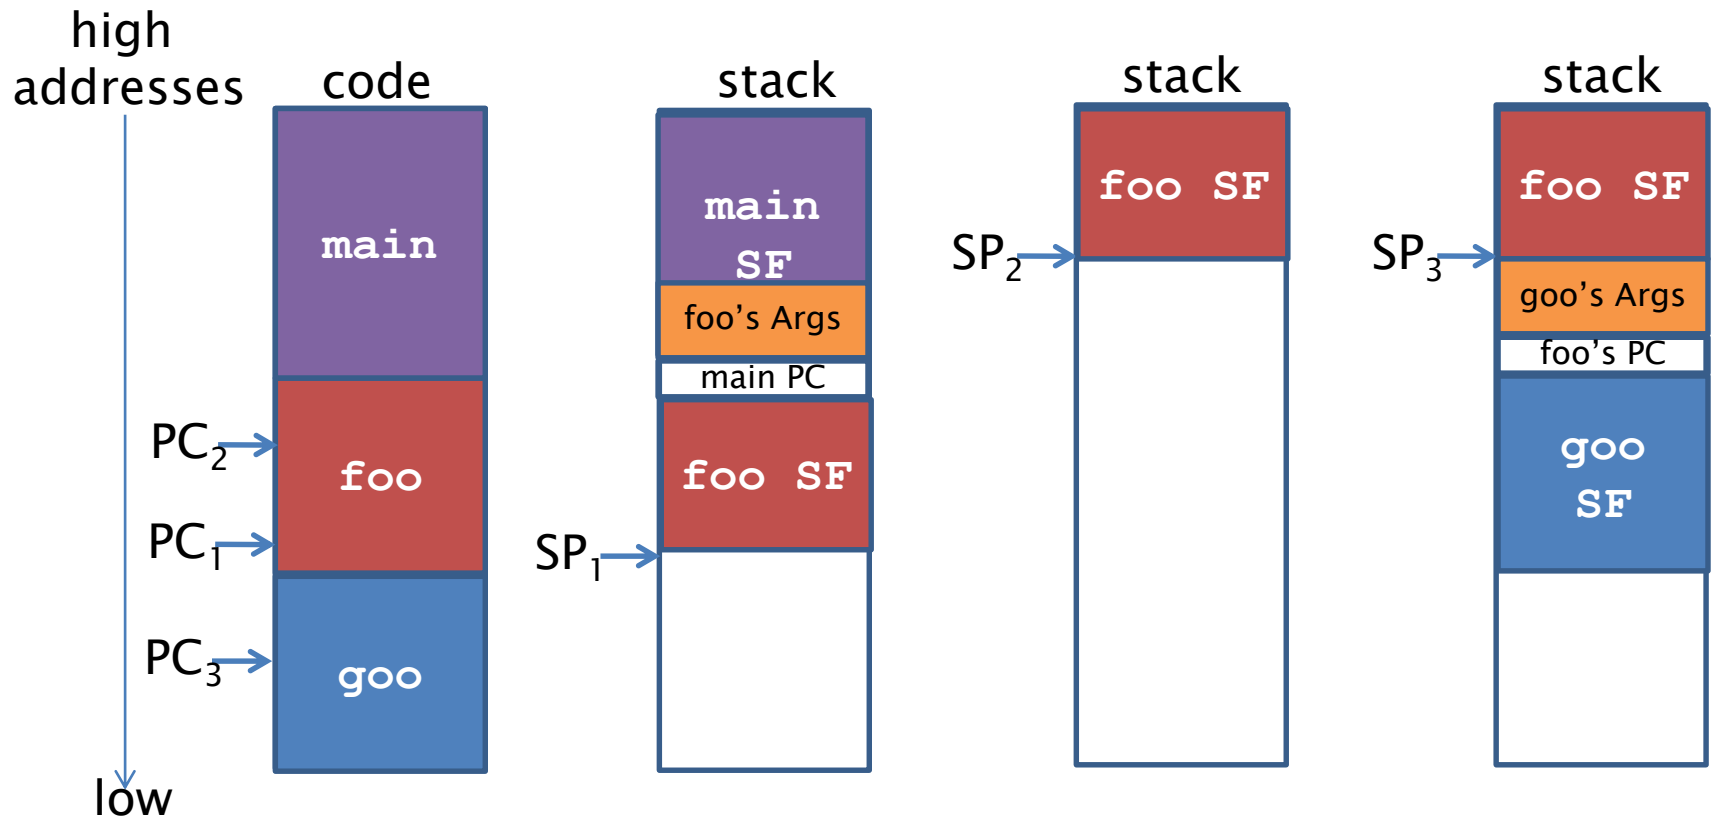 high
addresses
code
main
foo
goo
PC2
PC1
PC3
low
stack
main
SF
foo's Args
main PC
foo SF
SP1
stack
foo SF
SP2
stack
foo SF
SP3
goo's Args
foo's PC
goo
SF